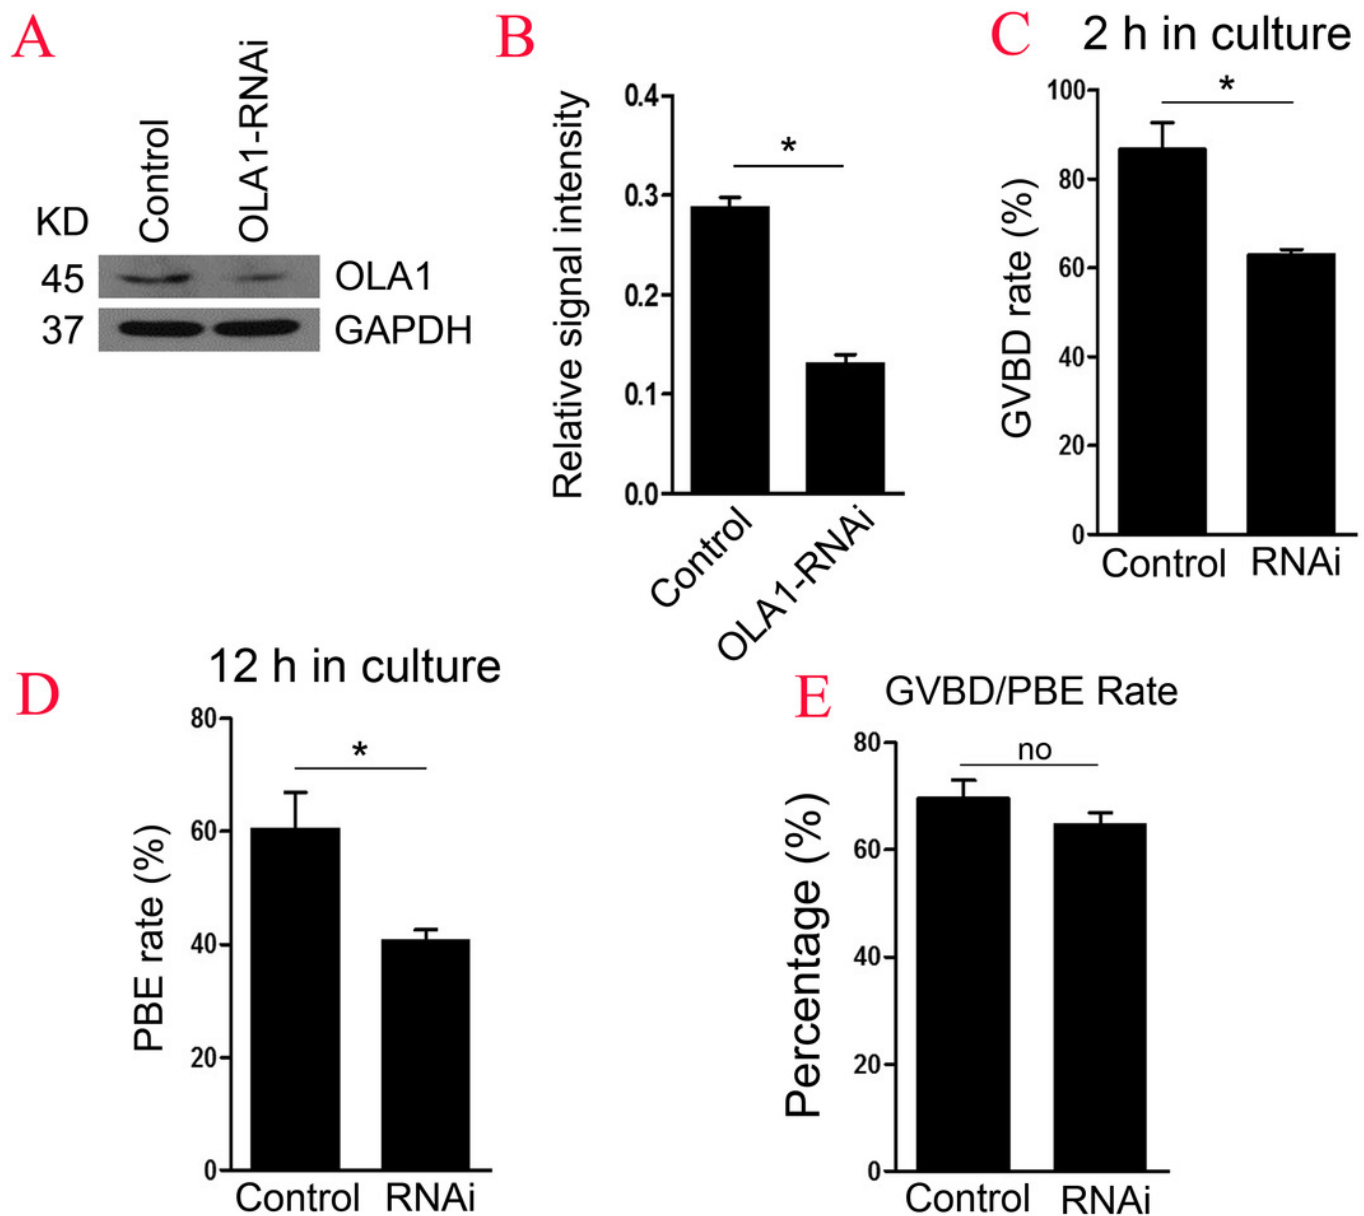 A
KD
Control
OLA1-RNAi
45
OLA1
37
GAPDH
B
Relative signal intensity
0.4
0.3
0.2
0.1
0.0
*
Control
OLA1-RNAi
C
2 h in culture
GVBD rate (%)
100
80
60
40
20
0
*
Control
RNAi
D
12 h in culture
PBE rate (%)
80
60
40
20
0
*
Control
RNAi
E
GVBD/PBE Rate
Percentage (%)
80
60
40
20
0
no
Control
RNAi